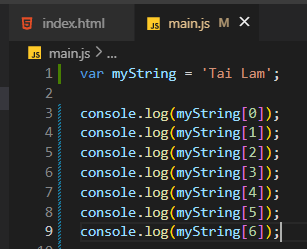 index.html JS main.js M
JS main.js > ...
1 var myString = 'Tai Lam';
2
3 console.log(myString[0]);
4 console.log(myString[1]);
5 console.log(myString[2]);
6 console.log(myString[3]);
7 console.log(myString[4]);
8 console.log(myString[5]);
9 console.log(myString[6]);